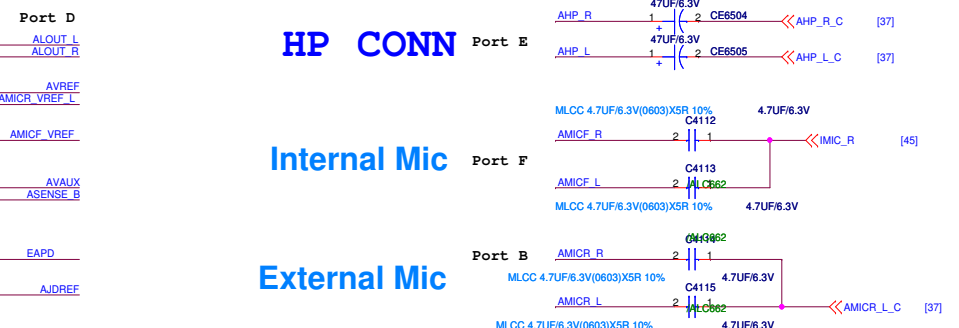 Port D
ALOUT_L
ALOUT_R
AVREF
AMICR_VREF_L
AMICF_VREF
AVAUX
ASENSE_B
EAPD
AJDREF
HP CONN
Port E
47UF/6.3V
AHP_R 1 + 2 CE6504 AHP_R_C [37]
47UF/6.3V
AHP_L 1 + 2 CE6505 AHP_L_C [37]
Internal Mic
Port F
MLCC 4.7UF/6.3V(0603)X5R 10% 4.7UF/6.3V
C4112
AMICF_R 2 1 IMIC_R [45]
C4113
AMICF_L 2 1 /ALC662
MLCC 4.7UF/6.3V(0603)X5R 10% 4.7UF/6.3V
External Mic
Port B
C4114 /ALC662
AMICR_R 2 1
MLCC 4.7UF/6.3V(0603)X5R 10% 4.7UF/6.3V
C4115
AMICR_L 2 1 /ALC662 AMICR_L_C [37]
MLCC 4.7UF/6.3V(0603)X5R 10% 4.7UF/6.3V